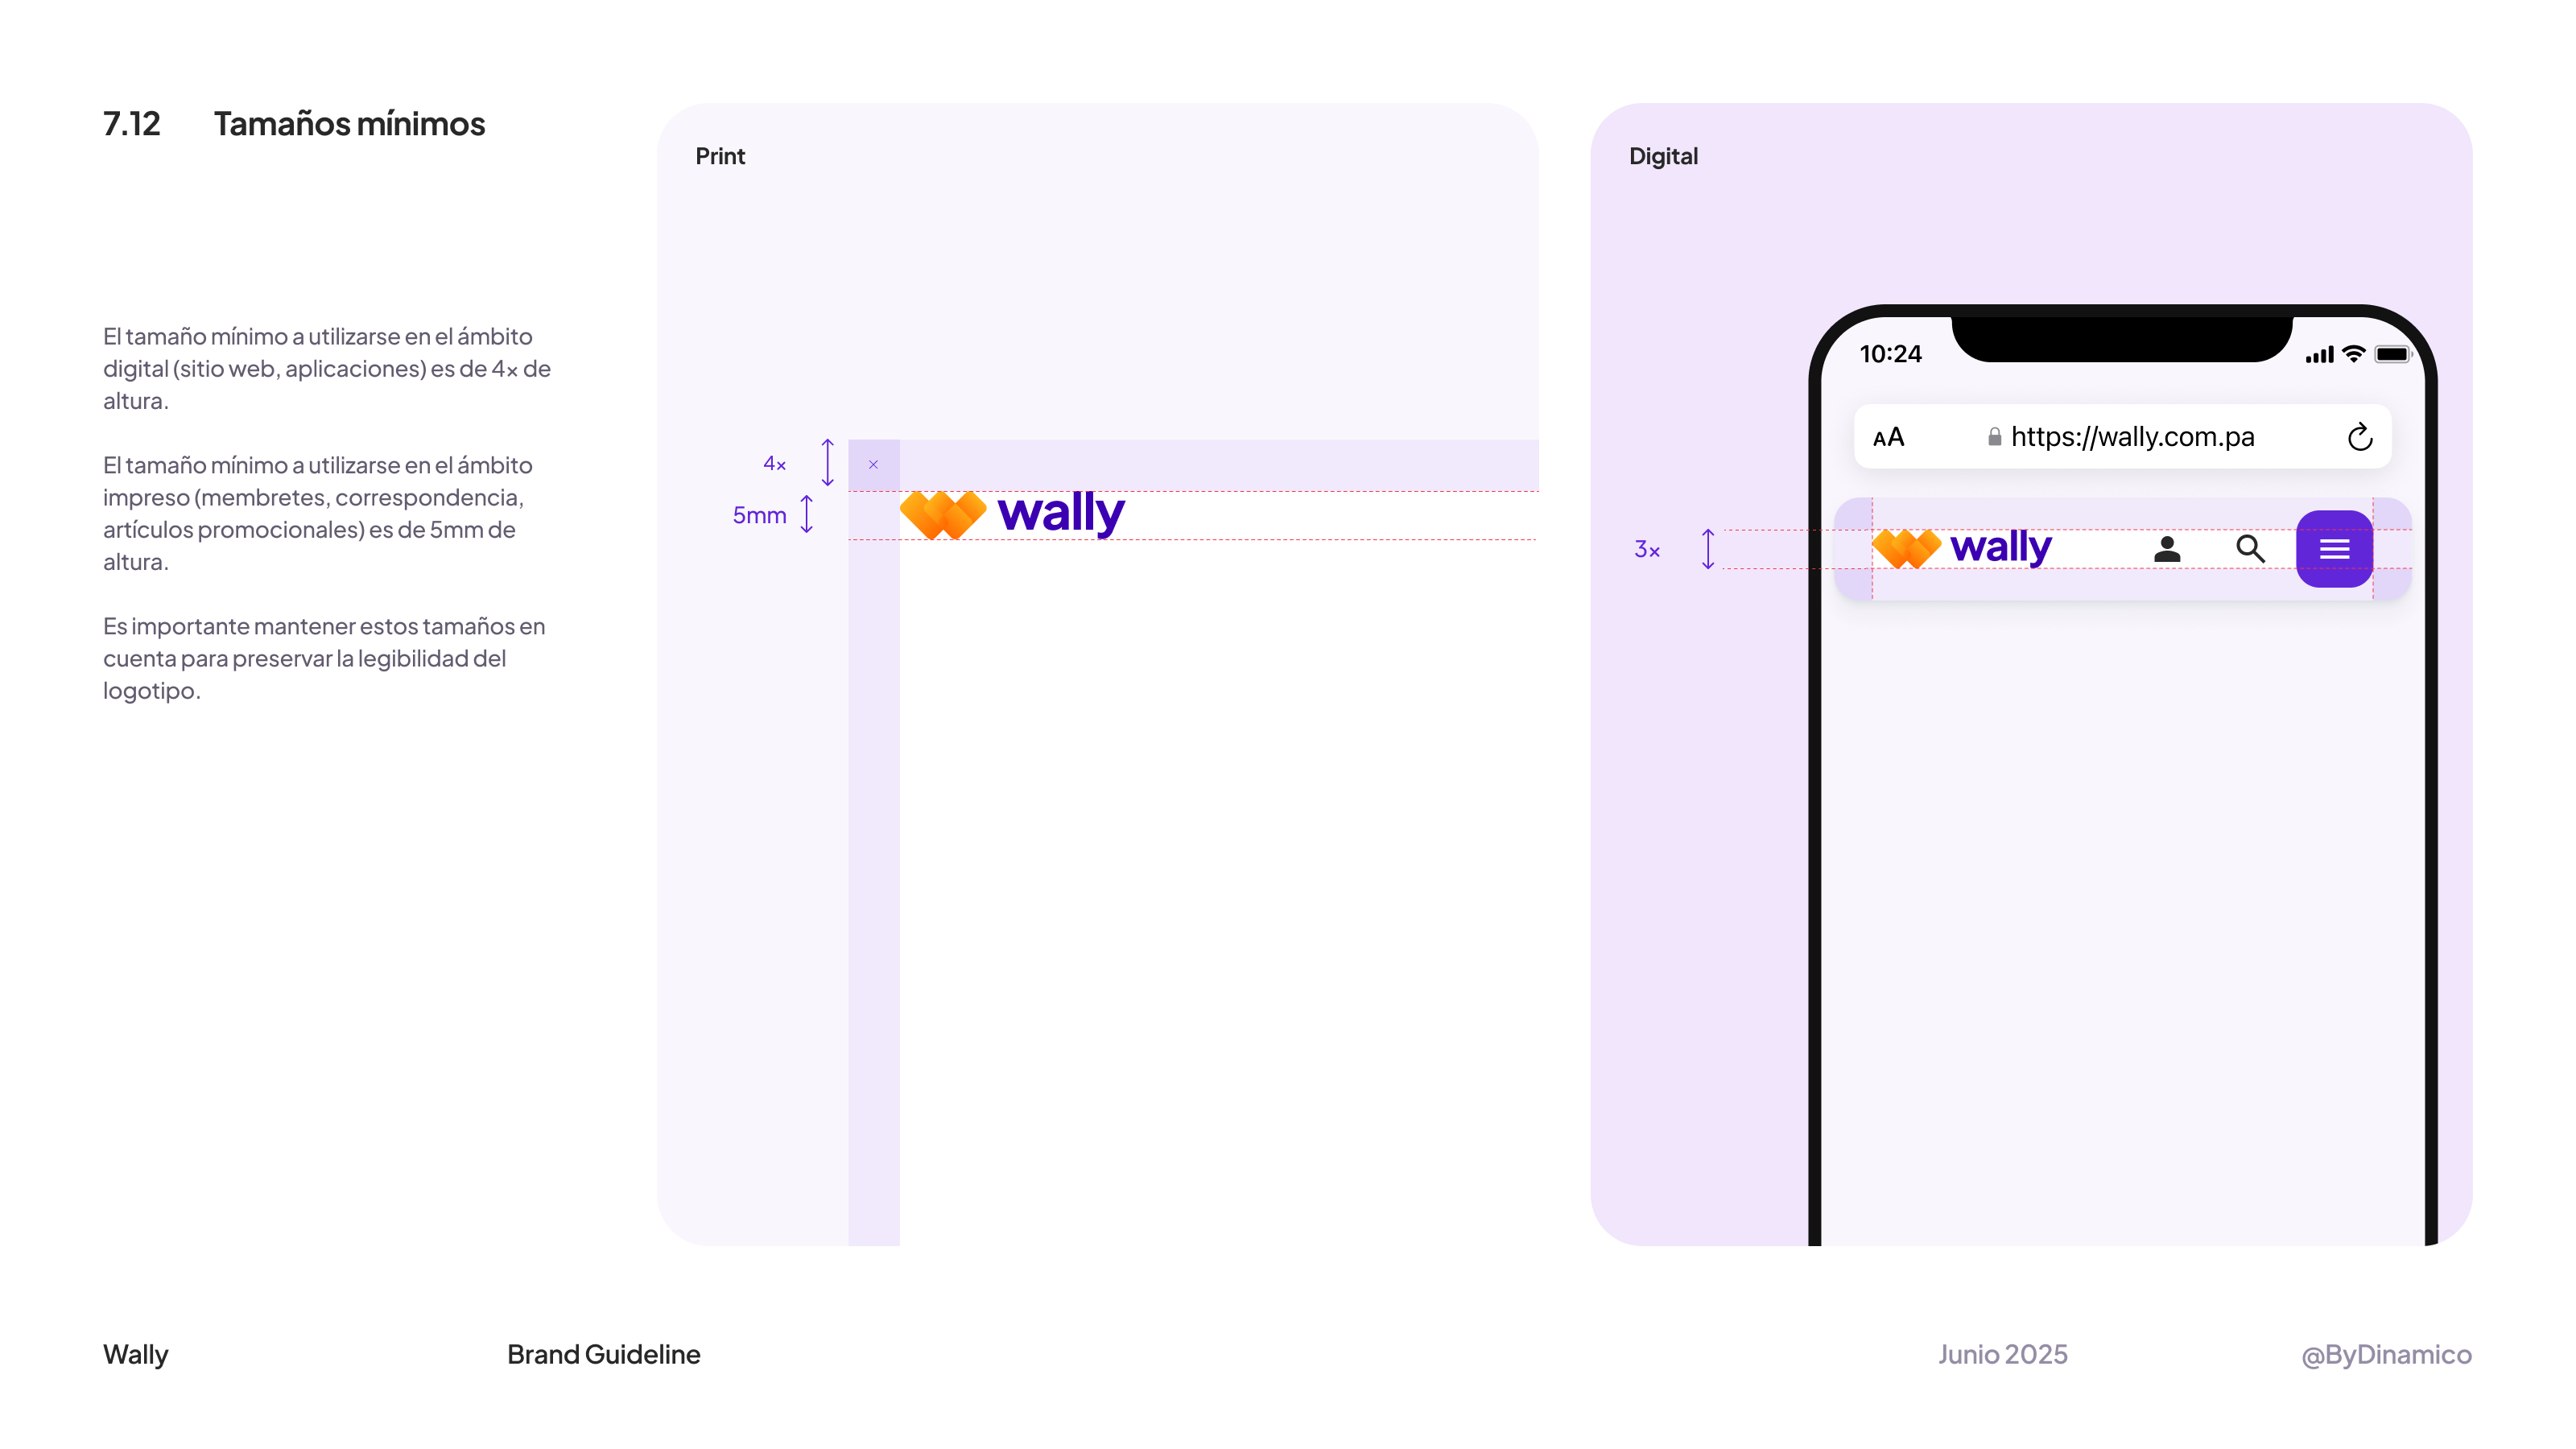 7.12 Tamaños mínimos
El tamaño mínimo a utilizarse en el ámbito
digital (sitio web, aplicaciones) es de 4× de
altura.
El tamaño mínimo a utilizarse en el ámbito
impreso (membretes, correspondencia,
artículos promocionales) es de 5mm de
altura.
Es importante mantener estos tamaños en
cuenta para preservar la legibilidad del
logotipo.
Print
4×
×
5mm
wally
Digital
10:24
AA https://wally.com.pa
3×
wally
Wally
Brand Guideline
Junio 2025
@ByDinamico